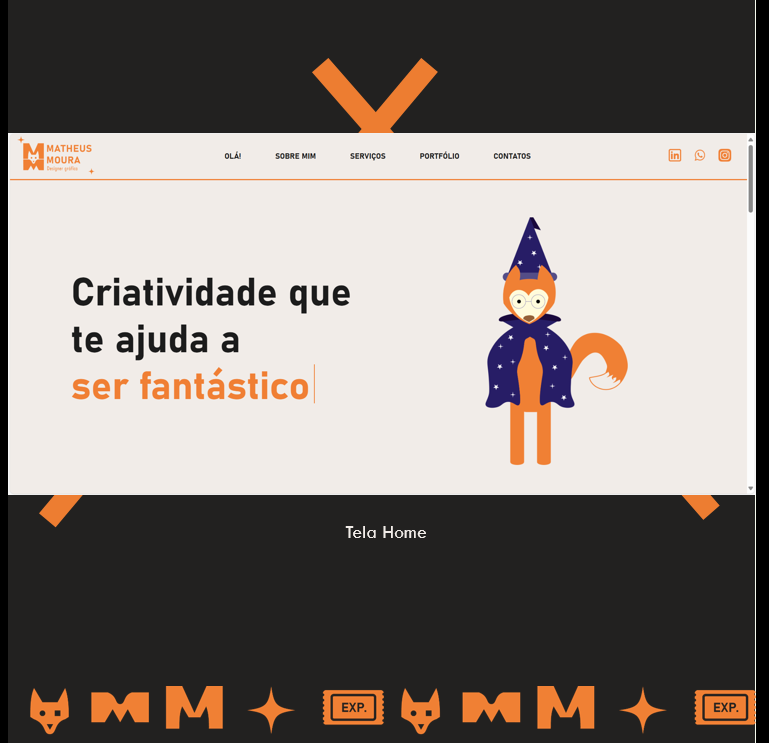 MATHEUS
MOURA
Designer gráfico
OLÁ!
SOBRE MIM
SERVIÇOS
PORTFÓLIO
CONTATOS
Criatividade que
te ajuda a
ser fantástico
Tela Home
EXP.
EXP.